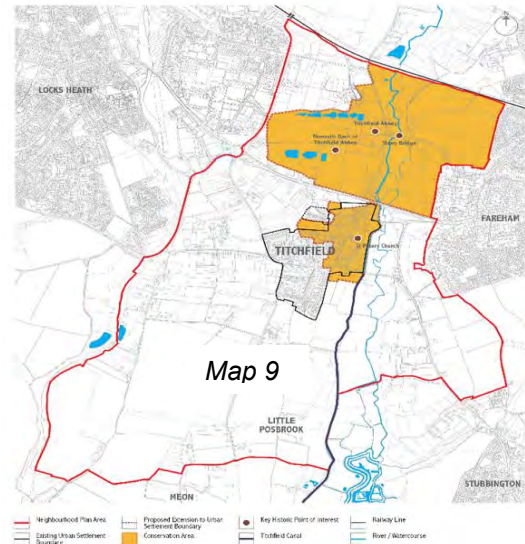 N
LOCKS HEATH
Titchfield Abbey
Monastic Barn at
Titchfield Abbey
Stony Bridge
FAREHAM
St Peters Church
TITCHFIELD
Map 9
LITTLE
POSBROOK
MEON
STUBBINGTON
Neighbourhood Plan Area
Proposed Extension to Urban
Settlement Boundary
Key Historic Point of Interest
Railway Line
Existing Urban Settlement
Boundary
Conservation Area
Titchfield Canal
River / Watercourse